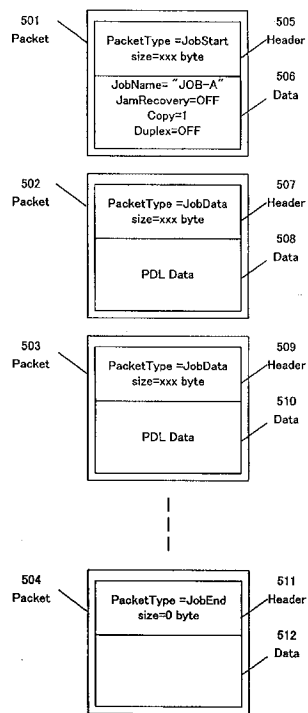 501
Packet
PacketType =JobStart
size=xxx byte
505
Header
JobName= "JOB-A"
JamRecovery=OFF
Copy=1
Duplex=OFF
506
Data
502
Packet
PacketType =JobData
size=xxx byte
507
Header
PDL Data
508
Data
503
Packet
PacketType =JobData
size=xxx byte
509
Header
PDL Data
510
Data
504
Packet
PacketType =JobEnd
size=0 byte
511
Header
512
Data